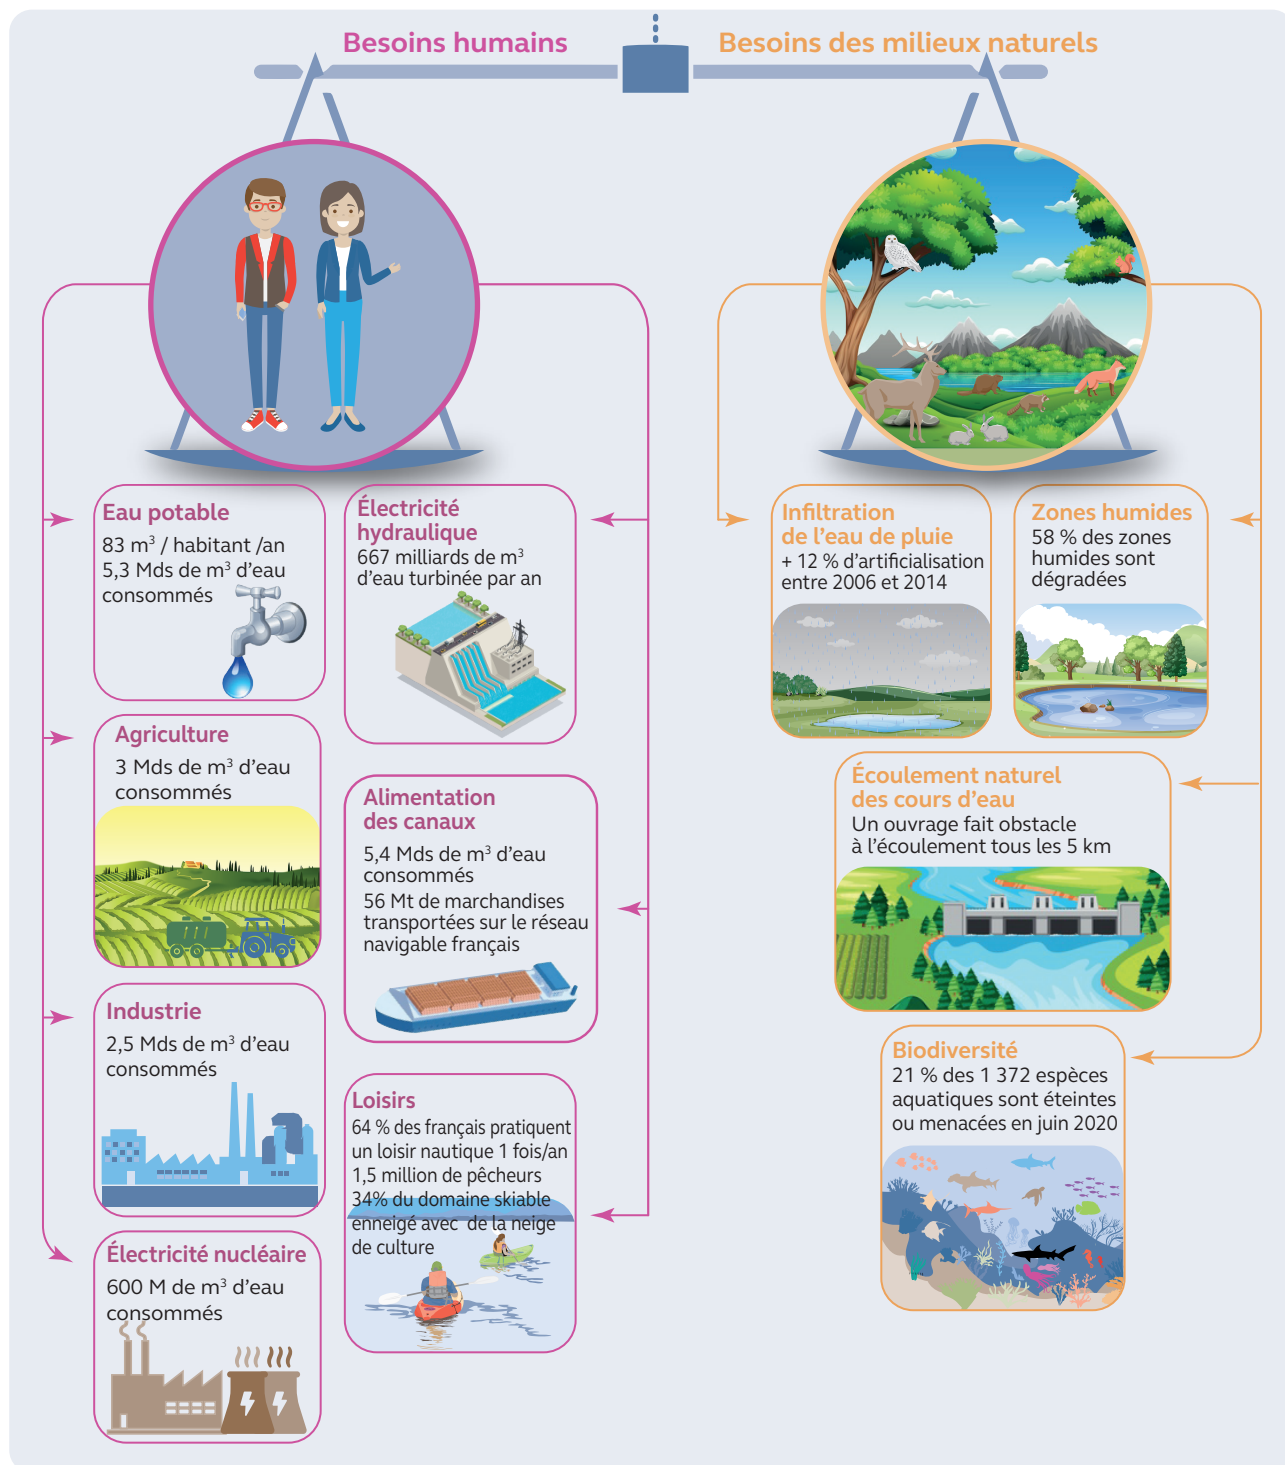 Besoins humains
Besoins des milieux naturels
Eau potable
83 m³ / habitant /an
5,3 Mds de m³ d'eau
consommés
Électricité
hydraulique
667 milliards de m³
d'eau turbinée par an
Agriculture
3 Mds de m³ d'eau
consommés
Alimentation
des canaux
5,4 Mds de m³ d'eau
consommés
56 Mt de marchandises
transportées sur le réseau
navigable français
Industrie
2,5 Mds de m³ d'eau
consommés
Loisirs
64 % des français pratiquent
un loisir nautique 1 fois/an
1,5 million de pêcheurs
34% du domaine skiable
enneigé avec  de la neige
de culture
Électricité nucléaire
600 M de m³ d'eau
consommés
Infiltration
de l'eau de pluie
+ 12 % d'artificialisation
entre 2006 et 2014
Zones humides
58 % des zones
humides sont
dégradées
Écoulement naturel
des cours d'eau
Un ouvrage fait obstacle
à l'écoulement tous les 5 km
Biodiversité
21 % des 1 372 espèces
aquatiques sont éteintes
ou menacées en juin 2020